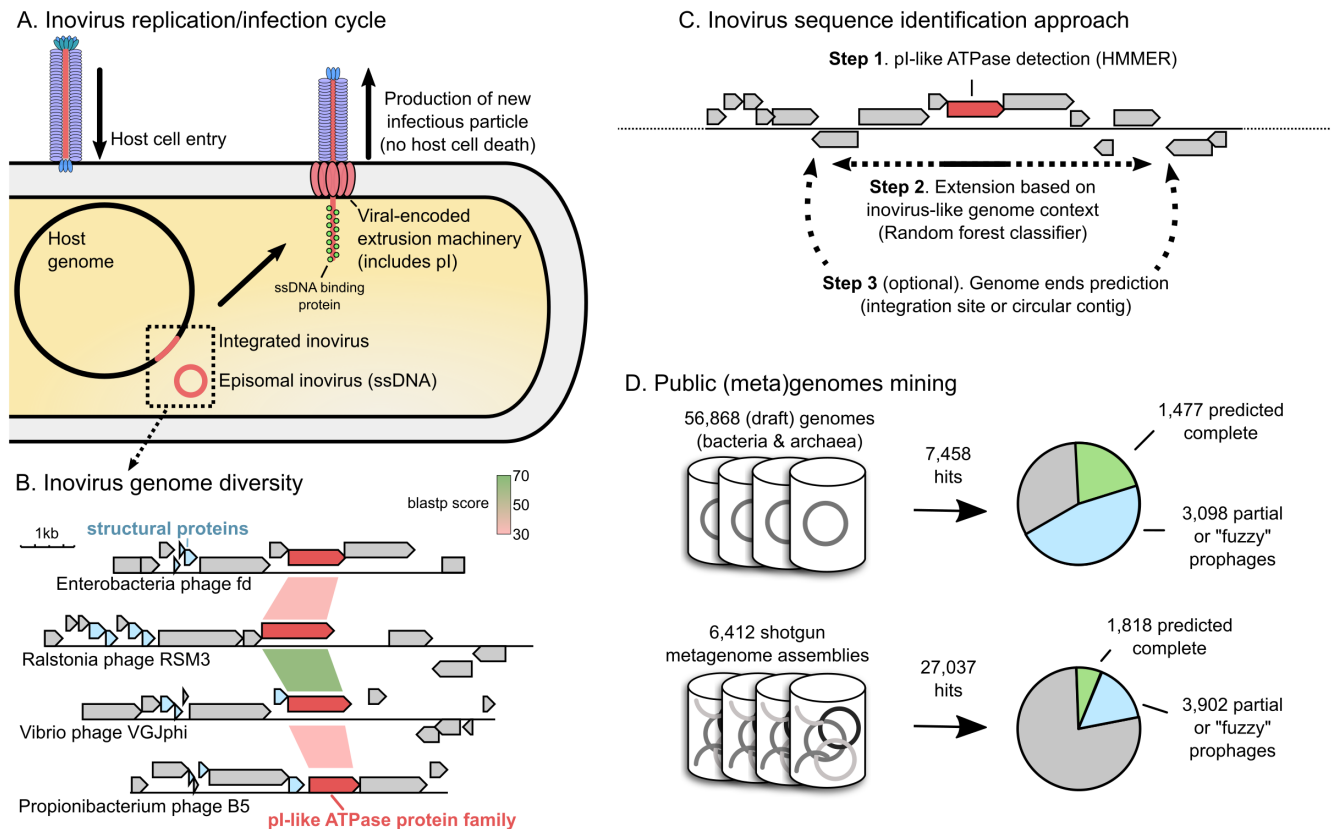 A. Inovirus replication/infection cycle
Host cell entry
Production of new
infectious particle
(no host cell death)
Viral-encoded
extrusion machinery
(includes pI)
ssDNA binding
protein
Host
genome
Integrated inovirus
Episomal inovirus (ssDNA)
B. Inovirus genome diversity
blastp score
70
50
30
1kb
structural proteins
Enterobacteria phage fd
Ralstonia phage RSM3
Vibrio phage VGJphi
Propionibacterium phage B5
pI-like ATPase protein family
C. Inovirus sequence identification approach
Step 1. pI-like ATPase detection (HMMER)
Step 2. Extension based on
inovirus-like genome context
(Random forest classifier)
Step 3 (optional). Genome ends prediction
(integration site or circular contig)
D. Public (meta)genomes mining
56,868 (draft) genomes
(bacteria & archaea)
7,458
hits
1,477 predicted
complete
3,098 partial
or "fuzzy"
prophages
6,412 shotgun
metagenome assemblies
27,037
hits
1,818 predicted
complete
3,902 partial
or "fuzzy"
prophages